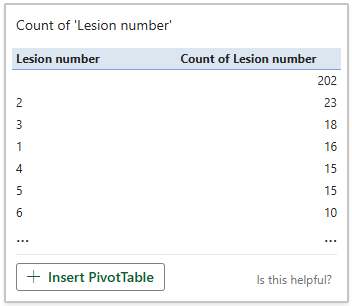 Count of 'Lesion number'
Lesion number Count of Lesion number
202
2 23
3 18
1 16
4 15
5 15
6 10
... ...
+ Insert PivotTable Is this helpful?